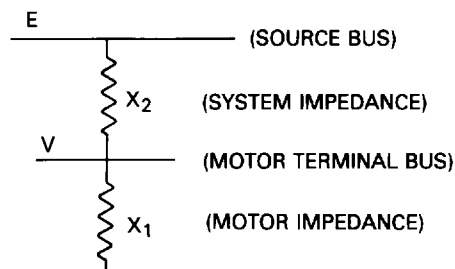 E
(SOURCE BUS)
X2 (SYSTEM IMPEDANCE)
V
(MOTOR TERMINAL BUS)
X1 (MOTOR IMPEDANCE)